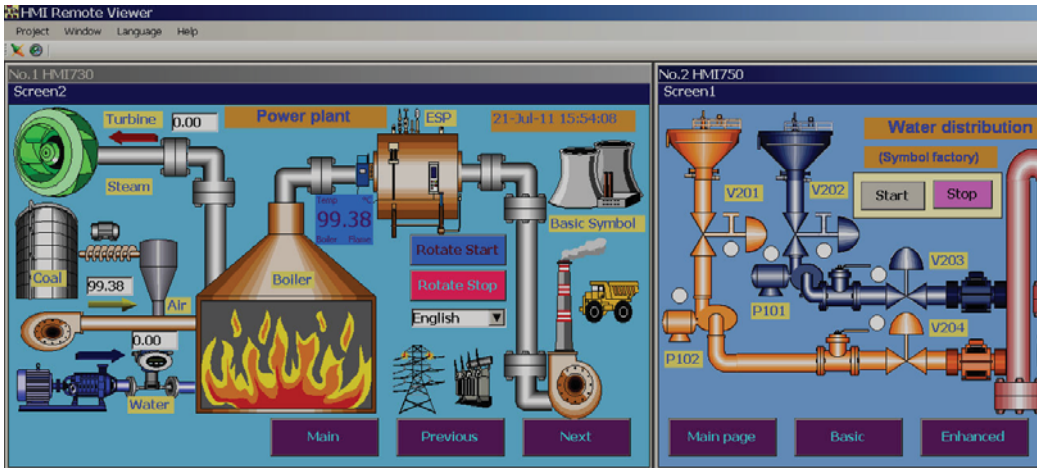 HMI Remote Viewer
Project Window Language Help
No.1 HMI730
Screen2
Turbine
0.00
Power plant
ESP
21-Jul-11 15:54:08
Steam
Temp °C
99.38
Boiler
Basic Symbol
Rotate Start
Coal
Boiler
99.38
Rotate Stop
Air
English
0.00
Water
Main
Previous
Next
No.2 HMI750
Screen1
Water distribution
(Symbol factory)
V201
V202
Start
Stop
V203
P101
V204
P102
Main page
Basic
Enhanced